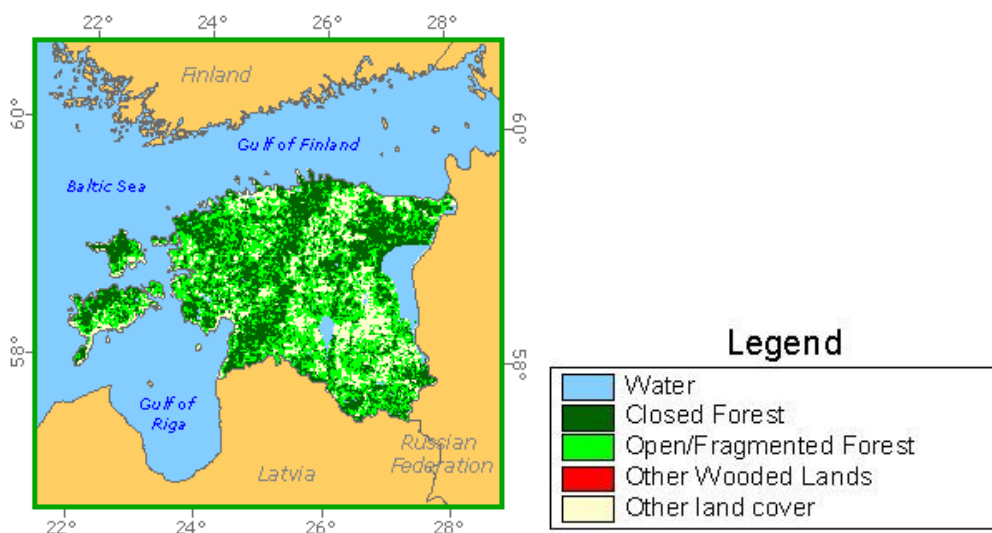 22° 24° 26° 28°
Finland
60°
60°
Gulf of Finland
Baltic Sea
58°
58°
Gulf of
Riga
Latvia
Russian
Federation
22° 24° 26° 28°
Legend
Water
Closed Forest
Open/Fragmented Forest
Other Wooded Lands
Other land cover